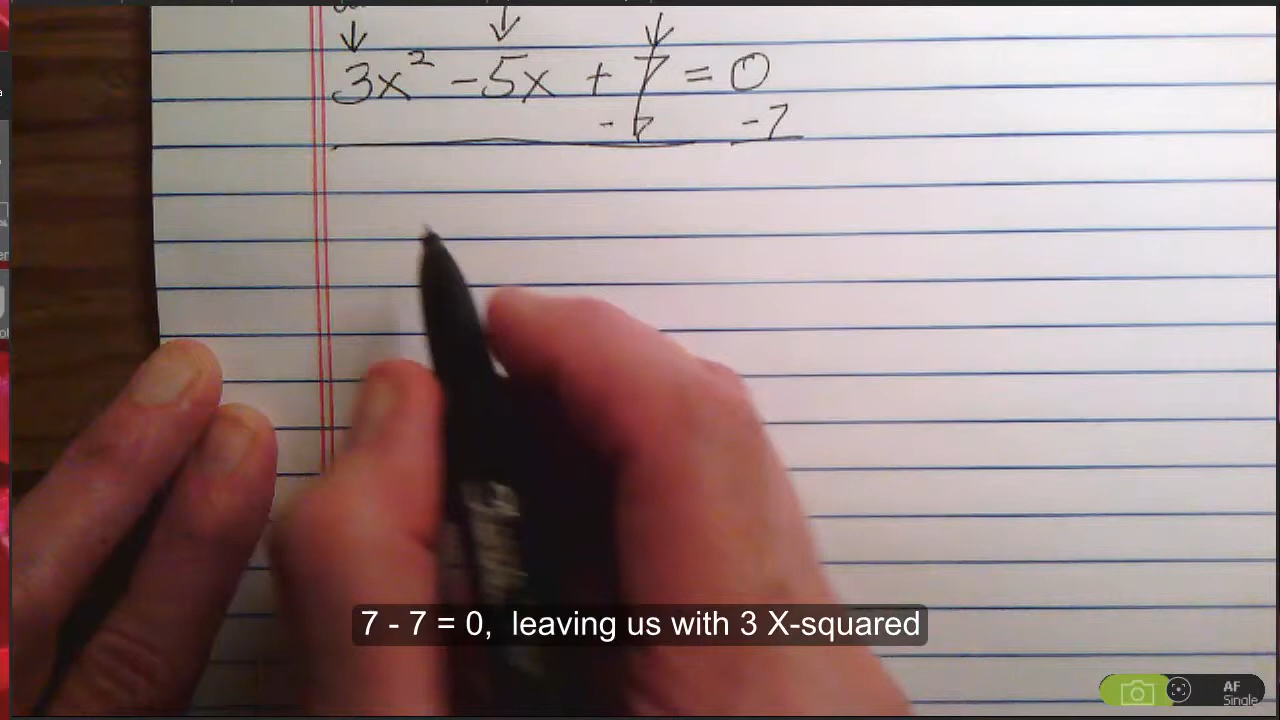 3x² - 5x + 7 = 0
- 7 - 7
7 - 7 = 0, leaving us with 3 X-squared
AF
Single